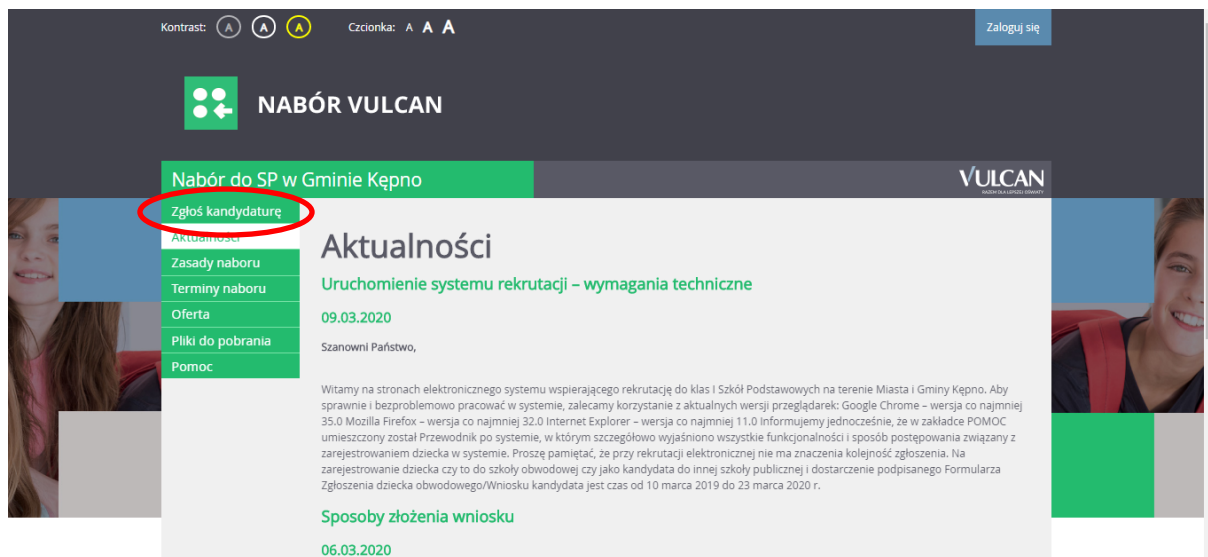 Kontrast: A A A Czcionka: A A A Zaloguj się
NABÓR VULCAN
Nabór do SP w Gminie Kępno
VULCAN
RAZEM DLA LEPSZEJ OŚWIATY
Zgłoś kandydaturę
Aktualności
Zasady naboru
Terminy naboru
Oferta
Pliki do pobrania
Pomoc
Aktualności
Uruchomienie systemu rekrutacji – wymagania techniczne
09.03.2020
Szanowni Państwo,
Witamy na stronach elektronicznego systemu wspierającego rekrutację do klas I Szkół Podstawowych na terenie Miasta i Gminy Kępno. Aby
sprawnie i bezproblemowo pracować w systemie, zalecamy korzystanie z aktualnych wersji przeglądarek: Google Chrome – wersja co najmniej
35.0 Mozilla Firefox – wersja co najmniej 32.0 Internet Explorer – wersja co najmniej 11.0 Informujemy jednocześnie, że w zakładce POMOC
umieszczony został Przewodnik po systemie, w którym szczegółowo wyjaśniono wszystkie funkcjonalności i sposób postępowania związany z
zarejestrowaniem dziecka w systemie. Proszę pamiętać, że przy rekrutacji elektronicznej nie ma znaczenia kolejność zgłoszenia. Na
zarejestrowanie dziecka czy to do szkoły obwodowej czy jako kandydata do innej szkoły publicznej i dostarczenie podpisanego Formularza
Zgłoszenia dziecka obwodowego/Wniosku kandydata jest czas od 10 marca 2019 do 23 marca 2020 r.
Sposoby złożenia wniosku
06.03.2020